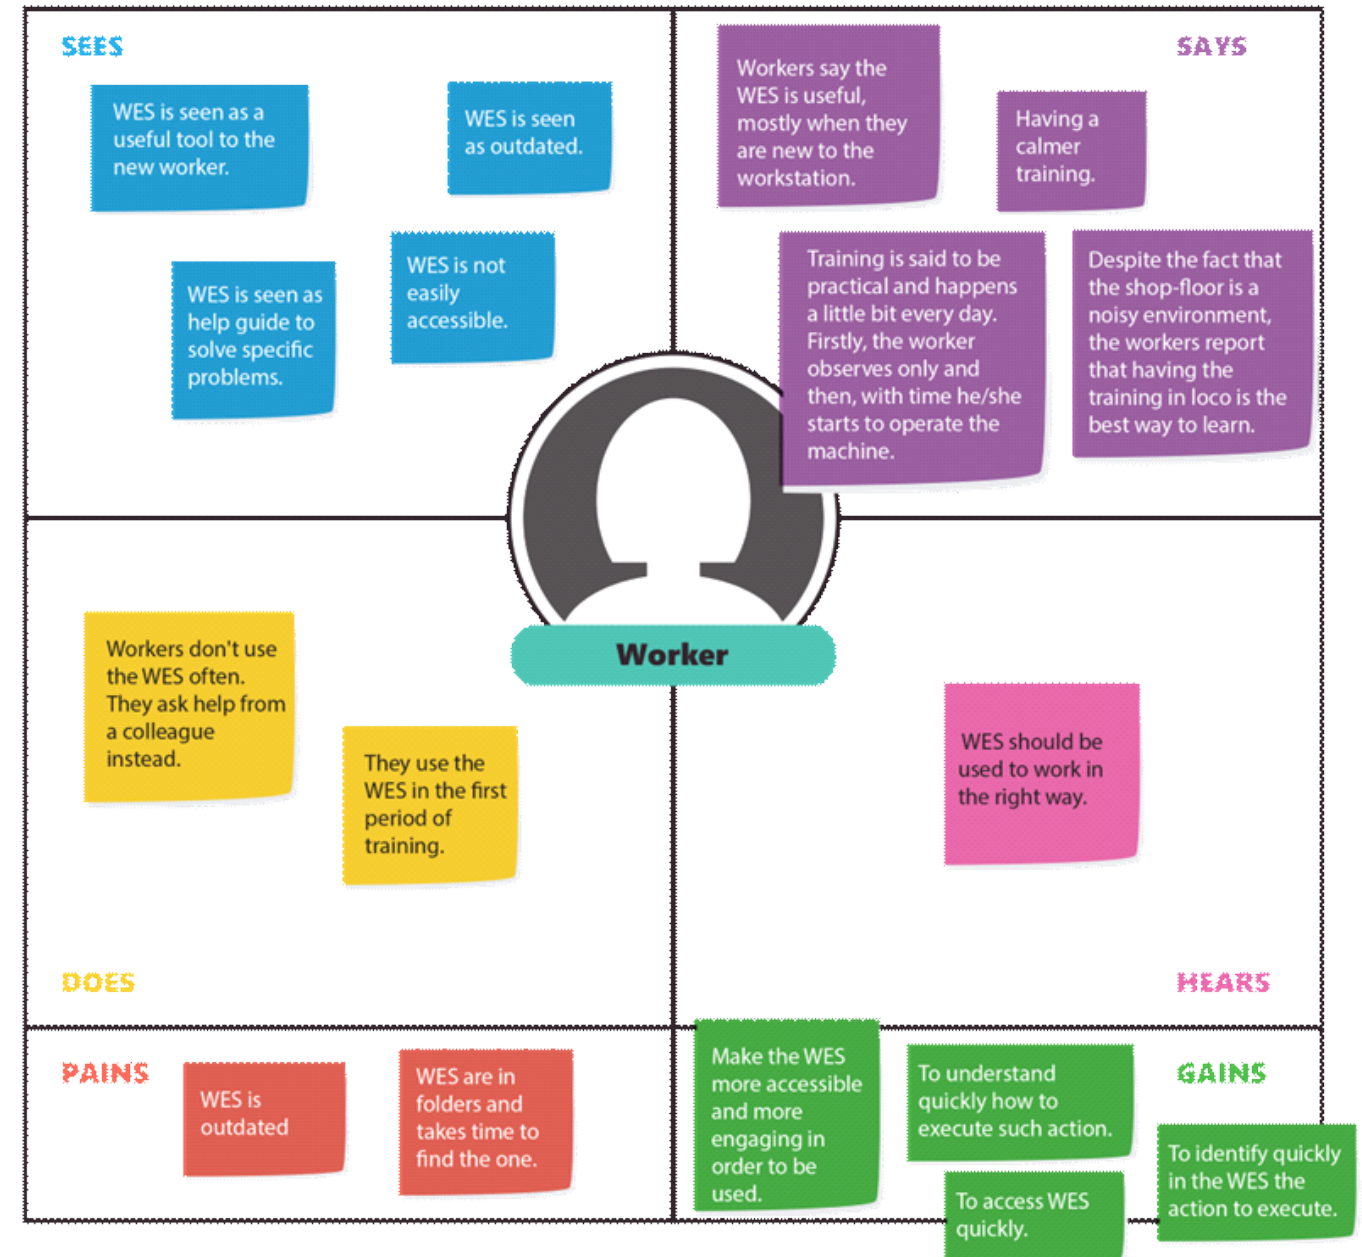 SEES
WES is seen as a
useful tool to the
new worker.
WES is seen
as outdated.
WES is seen as
help guide to
solve specific
problems.
WES is not
easily
accessible.
SAYS
Workers say the
WES is useful,
mostly when they
are new to the
workstation.
Having a
calmer
training.
Training is said to be
practical and happens
a little bit every day.
Firstly, the worker
observes only and
then, with time he/she
starts to operate the
machine.
Despite the fact that
the shop-floor is a
noisy environment,
the workers report
that having the
training in loco is the
best way to learn.
Worker
Workers don't use
the WES often.
They ask help from
a colleague
instead.
They use the
WES in the first
period of
training.
DOES
WES should be
used to work in
the right way.
HEARS
PAINS
WES is
outdated
WES are in
folders and
takes time to
find the one.
GAINS
Make the WES
more accessible
and more
engaging in
order to be
used.
To understand
quickly how to
execute such action.
To access WES
quickly.
To identify quickly
in the WES the
action to execute.